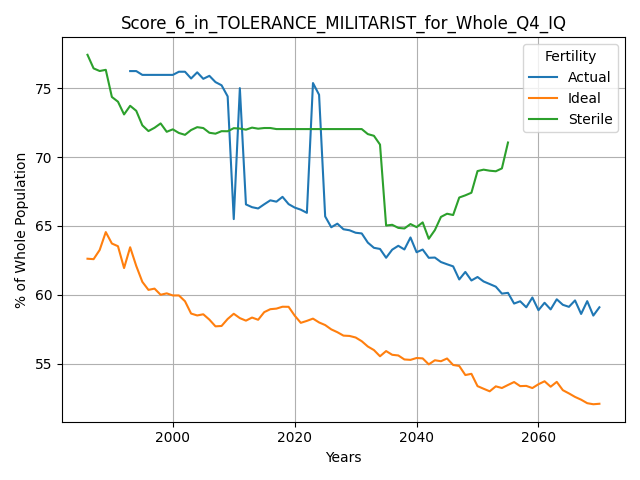 Score_6_in_TOLERANCE_MILITARIST_for_Whole_Q4_IQ
Fertility
Actual
Ideal
Sterile
% of Whole Population
75
70
65
60
55
2000
2020
2040
2060
Years